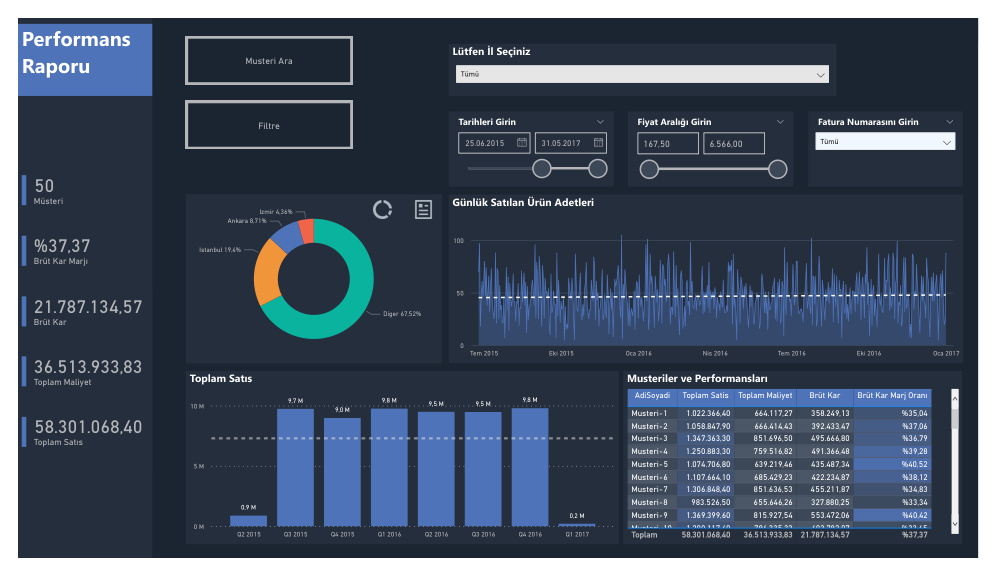 Performans
Raporu
50
Müsteri
%37,37
Brüt Kar Marjı
21.787.134,57
Brüt Kar
36.513.933,83
Toplam Maliyet
58.301.068,40
Toplam Satıs
Musteri Ara
Filtre
Lütfen İl Seçiniz
Tümü
Tarihleri Girin
25.06.2015
31.05.2017
Fiyat Aralığı Girin
167,50
6.566,00
Fatura Numarasını Girin
Tümü
Izmir 4,36%
Ankara 8,71%
Istanbul 19,4%
Diger 67,52%
Günlük Satılan Ürün Adetleri
100
50
0
Tem 2015 Eki 2015 Oca 2016 Nis 2016 Tem 2016 Eki 2016 Oca 2017
Toplam Satıs
10 M
5 M
0 M
0,9 M 9,7 M 9,0 M 9,8 M 9,5 M 9,5 M 9,8 M 0,2 M
Q2 2015 Q3 2015 Q4 2015 Q1 2016 Q2 2016 Q3 2016 Q4 2016 Q1 2017
Musteriler ve Performansları
AdiSoyadi Toplam Satis Toplam Maliyet Brüt Kar Brüt Kar Marj Oranı
Musteri-1 1.022.366,40 664.117,27 358.249,13 %35,04
Musteri-2 1.058.847,90 666.414,43 392.433,47 %37,06
Musteri-3 1.347.363,30 851.696,50 495.666,80 %36,79
Musteri-4 1.250.883,30 759.516,82 491.366,48 %39,28
Musteri-5 1.074.706,80 639.219,46 435.487,34 %40,52
Musteri-6 1.107.664,10 685.429,23 422.234,87 %38,12
Musteri-7 1.306.848,40 851.636,53 455.211,87 %34,83
Musteri-8 983.526,50 655.646,26 327.880,25 %33,34
Musteri-9 1.369.399,60 815.927,54 553.472,06 %40,42
Musteri-10
Toplam 58.301.068,40 36.513.933,83 21.787.134,57 %37,37